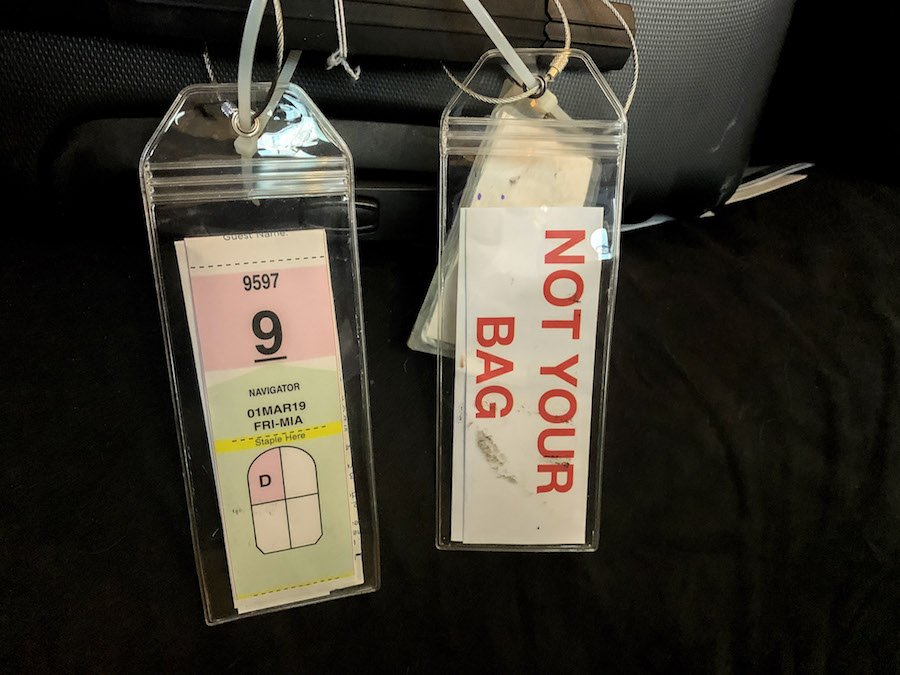 Guest Name:
9597
9
NAVIGATOR
01MAR19
FRI-MIA
Staple Here
D
NOT YOUR
BAG